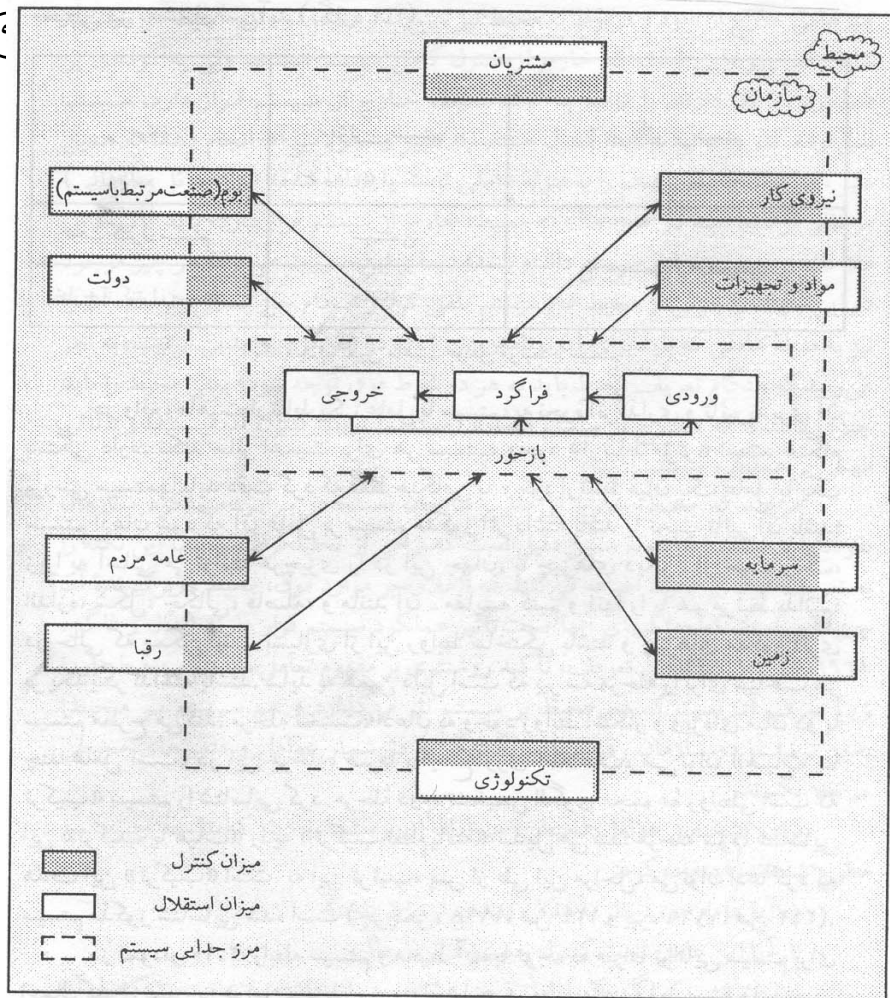 محیط
سازمان
مشتریان
نیروی کار
بوم(صنعت مرتبط با سیستم)
مواد و تجهیزات
دولت
ورودی
فراگرد
خروجی
بازخور
سرمایه
عامه مردم
زمین
رقبا
تکنولوژی
میزان کنترل
میزان استقلال
مرز جدایی سیستم